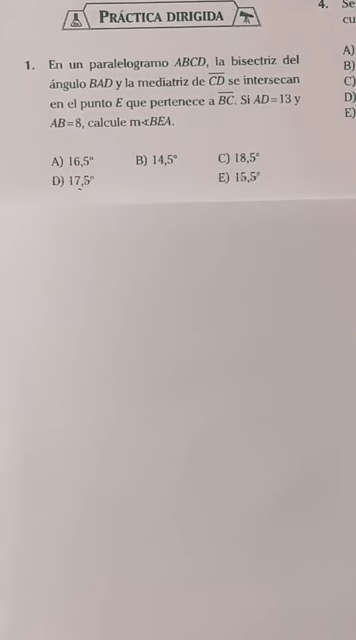 PRÁCTICA DIRIGIDA
1. En un paralelogramo ABCD, la bisectriz del
ángulo BAD y la mediatriz de CD se intersecan
en el punto E que pertenece a BC. Si AD=13 y
AB=8, calcule m∢BEA.
A) 16,5° B) 14,5° C) 18,5°
D) 17,5° E) 15,5°
4. Se
cu
A)
B)
C)
D)
E)